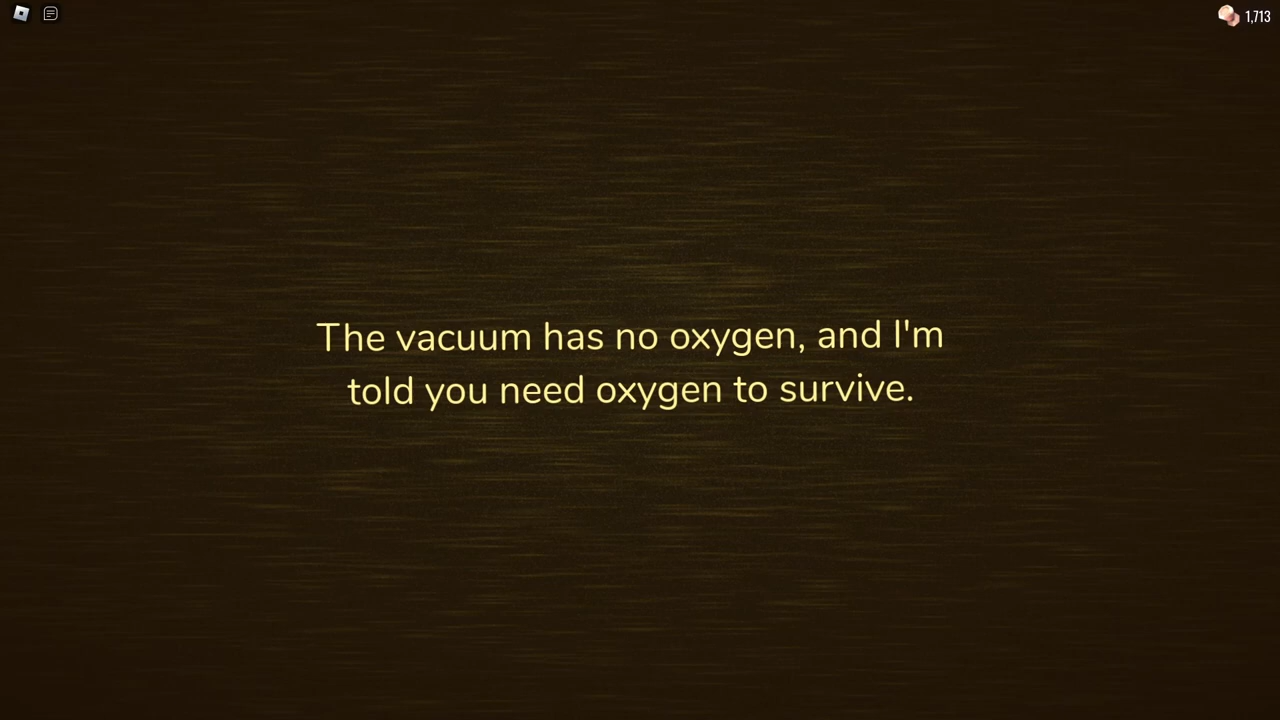 1,713
The vacuum has no oxygen, and I'm
told you need oxygen to survive.